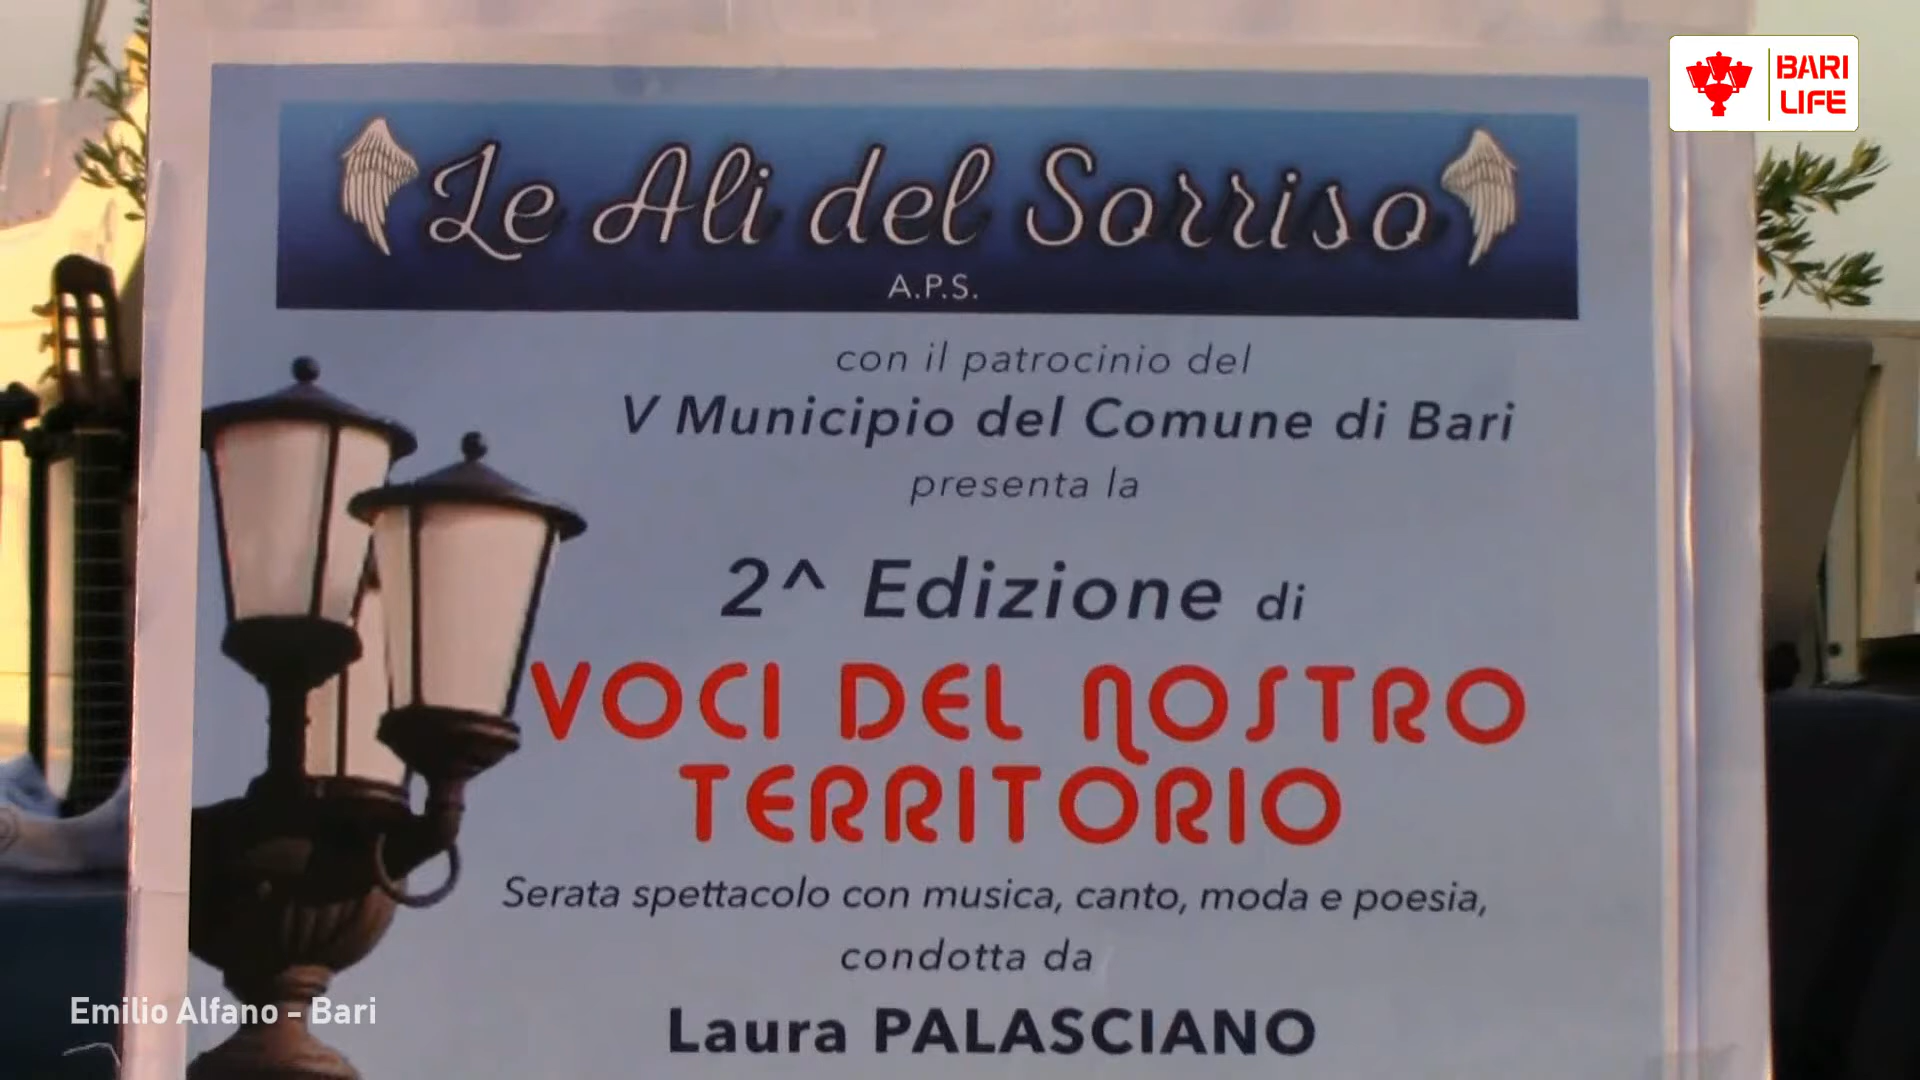 BARI
LIFE
Le Ali del Sorriso
A.P.S.
con il patrocinio del
V Municipio del Comune di Bari
presenta la
2^ Edizione di
VOCI DEL NOSTRO
TERRITORIO
Serata spettacolo con musica, canto, moda e poesia,
condotta da
Laura PALASCIANO
Emilio Alfano - Bari